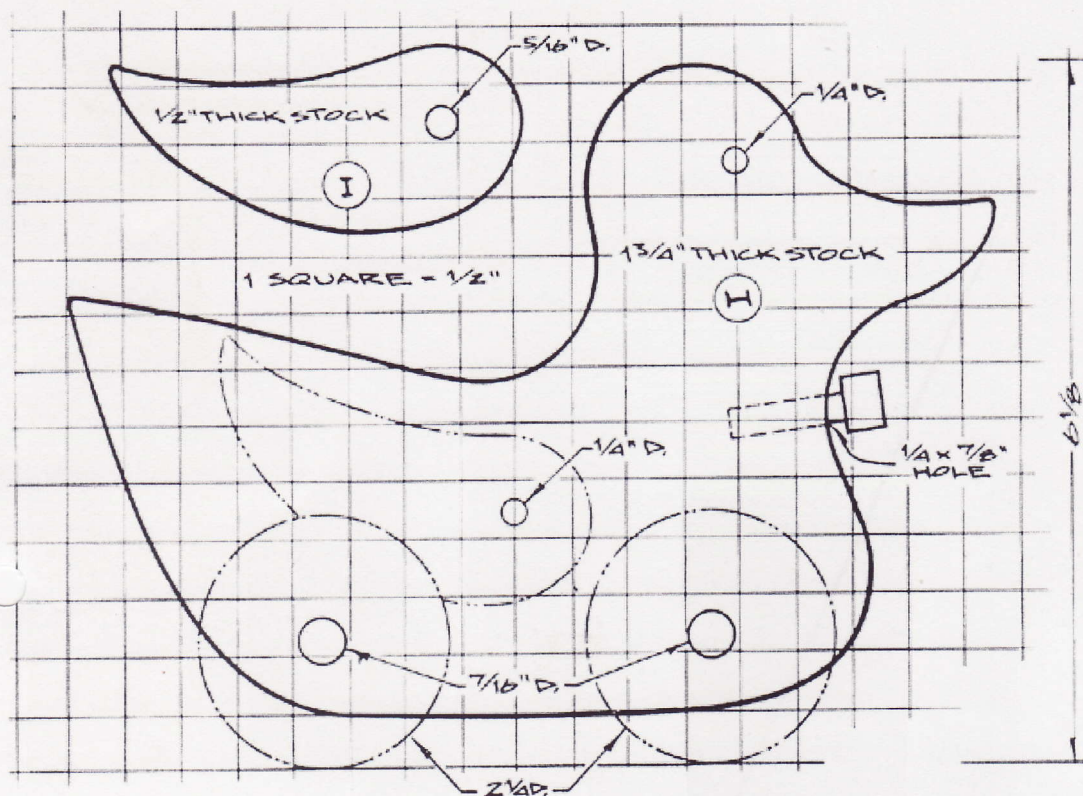 5/16" D.
1/4" D.
1/2" THICK STOCK
I
1 3/4" THICK STOCK
1 SQUARE = 1/2"
H
1/4" D.
1/4 x 7/8"
HOLE
6 1/8
7/16" D.
2 1/4 D.